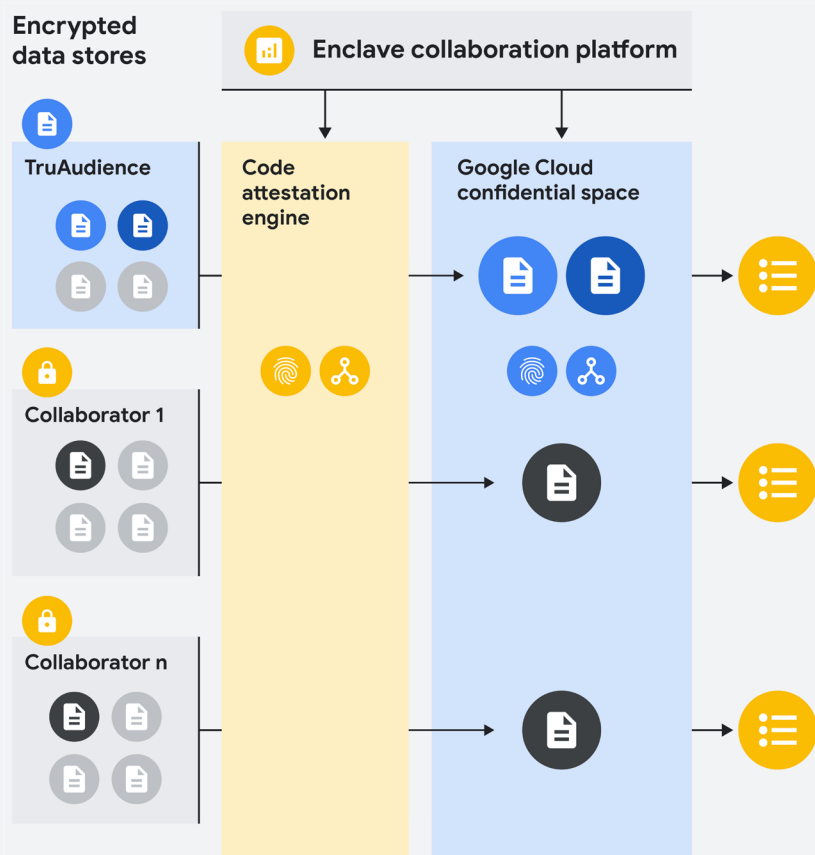 Encrypted
data stores
Enclave collaboration platform
TruAudience
Code
attestation
engine
Google Cloud
confidential space
Collaborator 1
Collaborator n